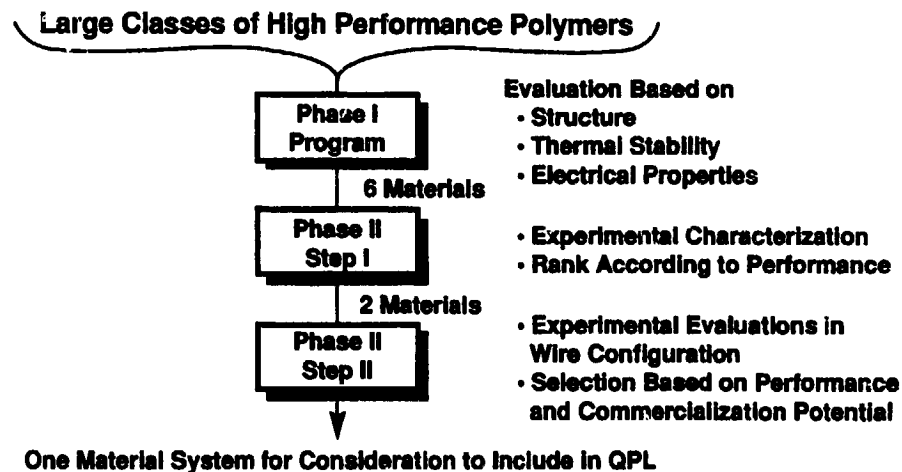 Large Classes of High Performance Polymers
Phase I
Program
Evaluation Based on
• Structure
• Thermal Stability
• Electrical Properties
6 Materials
Phase II
Step I
• Experimental Characterization
• Rank According to Performance
2 Materials
Phase II
Step II
• Experimental Evaluations in
Wire Configuration
• Selection Based on Performance
and Commercialization Potential
One Material System for Consideration to Include in QPL